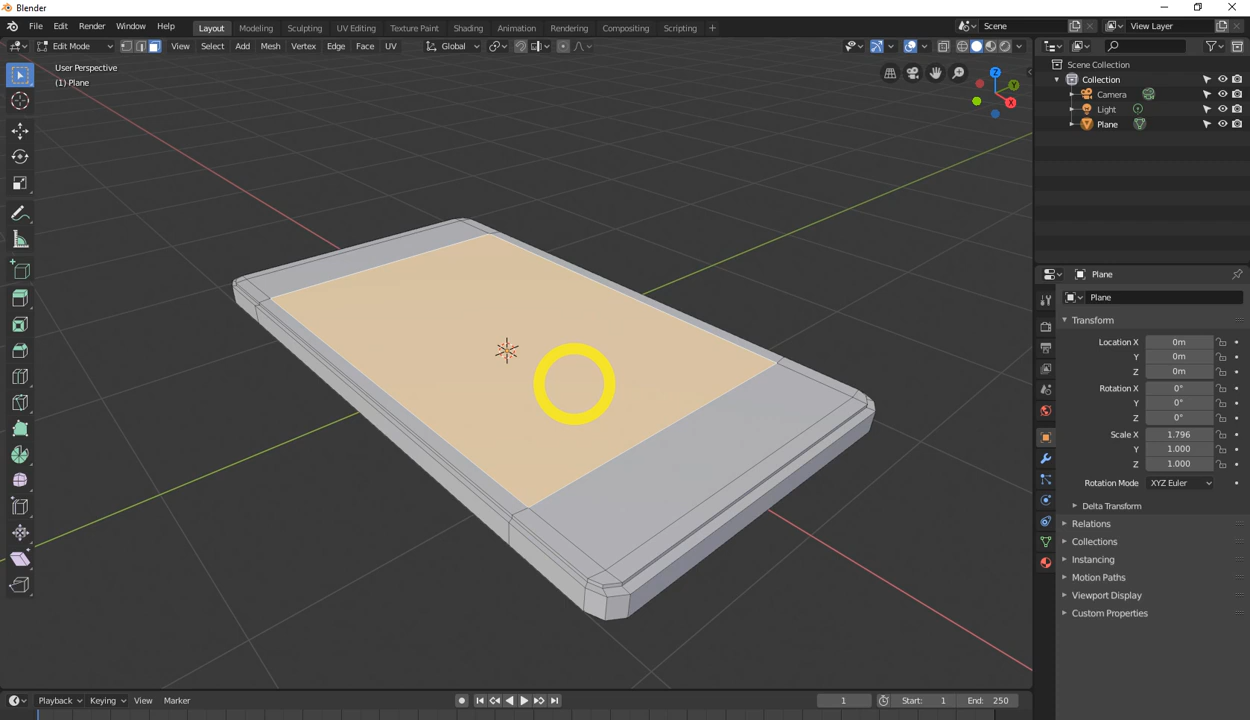 Blender
File Edit Render Window Help
Layout Modeling Sculpting UV Editing Texture Paint Shading Animation Rendering Compositing Scripting +
Scene View Layer
Edit Mode View Select Add Mesh Vertex Edge Face UV Global
User Perspective
(1) Plane
Z
Y
X
Scene Collection
Collection
Camera
Light
Plane
Plane
Plane
Transform
Location X 0m
Y 0m
Z 0m
Rotation X 0°
Y 0°
Z 0°
Scale X 1.796
Y 1.000
Z 1.000
Rotation Mode XYZ Euler
Delta Transform
Relations
Collections
Instancing
Motion Paths
Viewport Display
Custom Properties
Playback Keying View Marker 1 Start: 1 End: 250